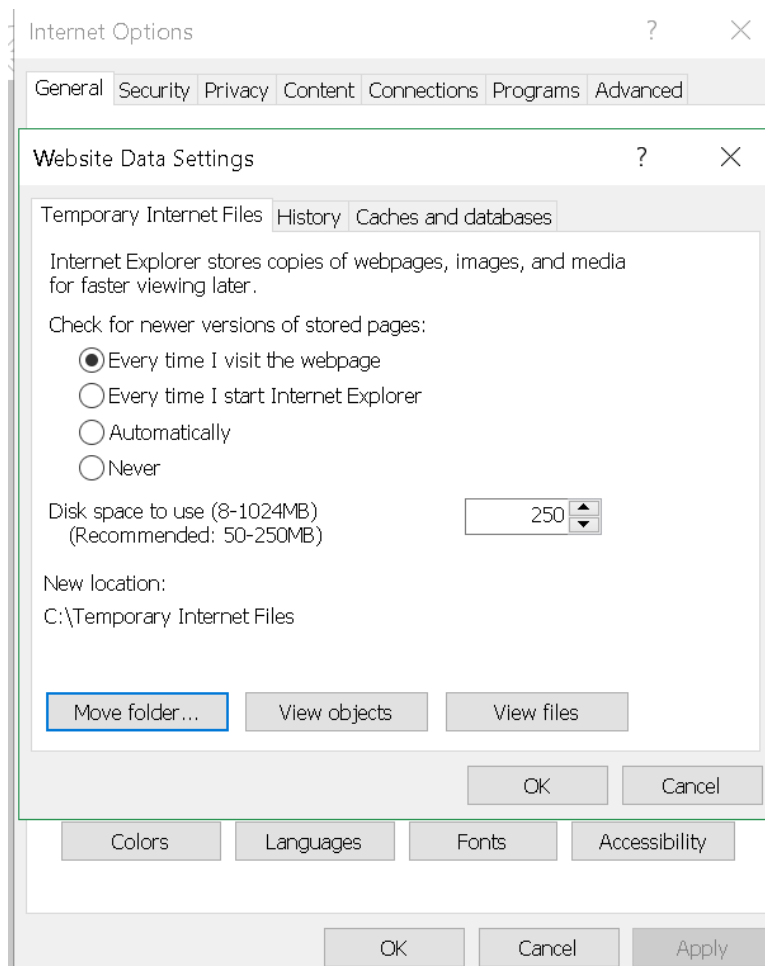 Internet Options
General Security Privacy Content Connections Programs Advanced
Website Data Settings
Temporary Internet Files History Caches and databases
Internet Explorer stores copies of webpages, images, and media
for faster viewing later.
Check for newer versions of stored pages:
Every time I visit the webpage
Every time I start Internet Explorer
Automatically
Never
Disk space to use (8-1024MB)
250
(Recommended: 50-250MB)
New location:
C:\Temporary Internet Files
Move folder... View objects View files
OK Cancel
Colors Languages Fonts Accessibility
OK Cancel Apply